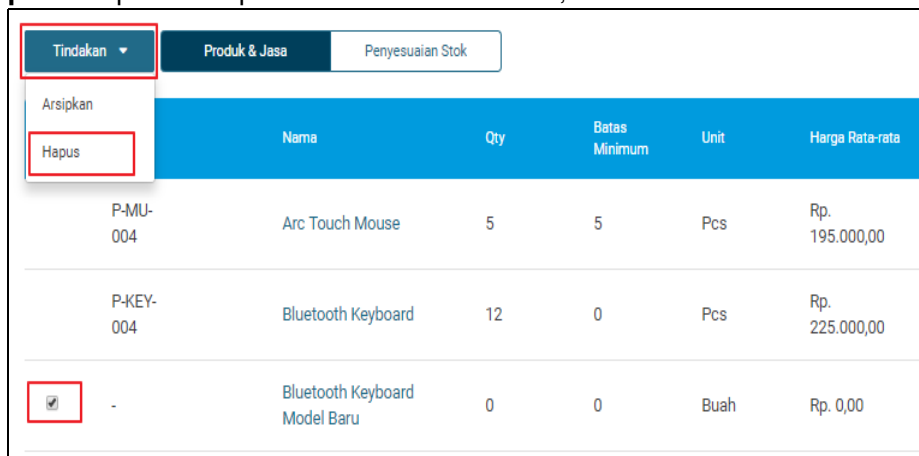 Tindakan
Produk & Jasa
Penyesuaian Stok
Arsipkan
Hapus
Nama
Qty
Batas
Minimum
Unit
Harga Rata-rata
P-MU-
004
Arc Touch Mouse
5
5
Pcs
Rp.
195.000,00
P-KEY-
004
Bluetooth Keyboard
12
0
Pcs
Rp.
225.000,00
-
Bluetooth Keyboard
Model Baru
0
0
Buah
Rp. 0,00